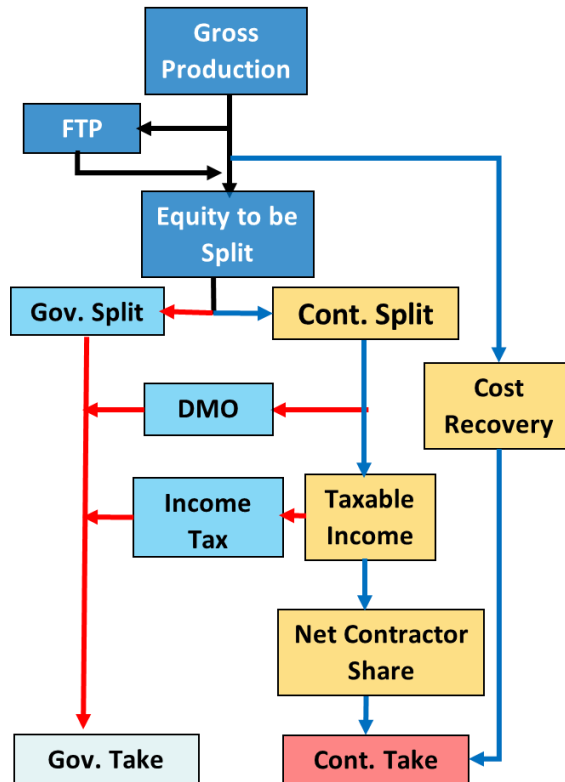 Gross
Production
FTP
Equity to be
Split
Gov. Split
Cont. Split
DMO
Cost
Recovery
Income
Tax
Taxable
Income
Net Contractor
Share
Gov. Take
Cont. Take